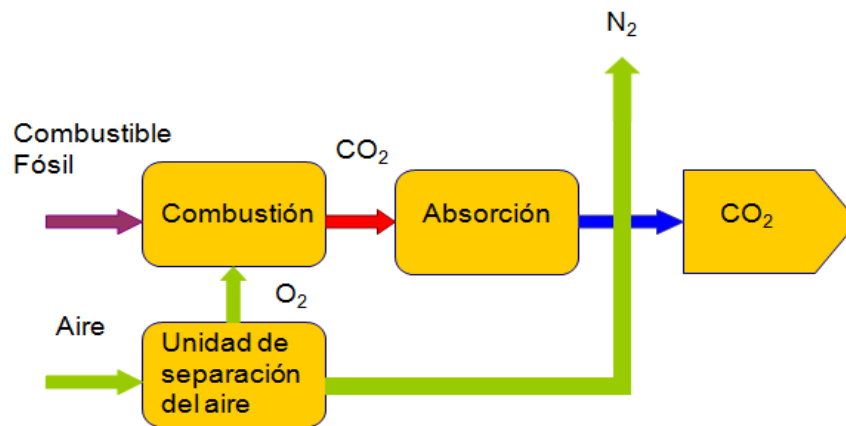 N₂
Combustible
Fósil
CO₂
Combustión
Absorción
CO₂
O₂
Aire
Unidad de
separación
del aire